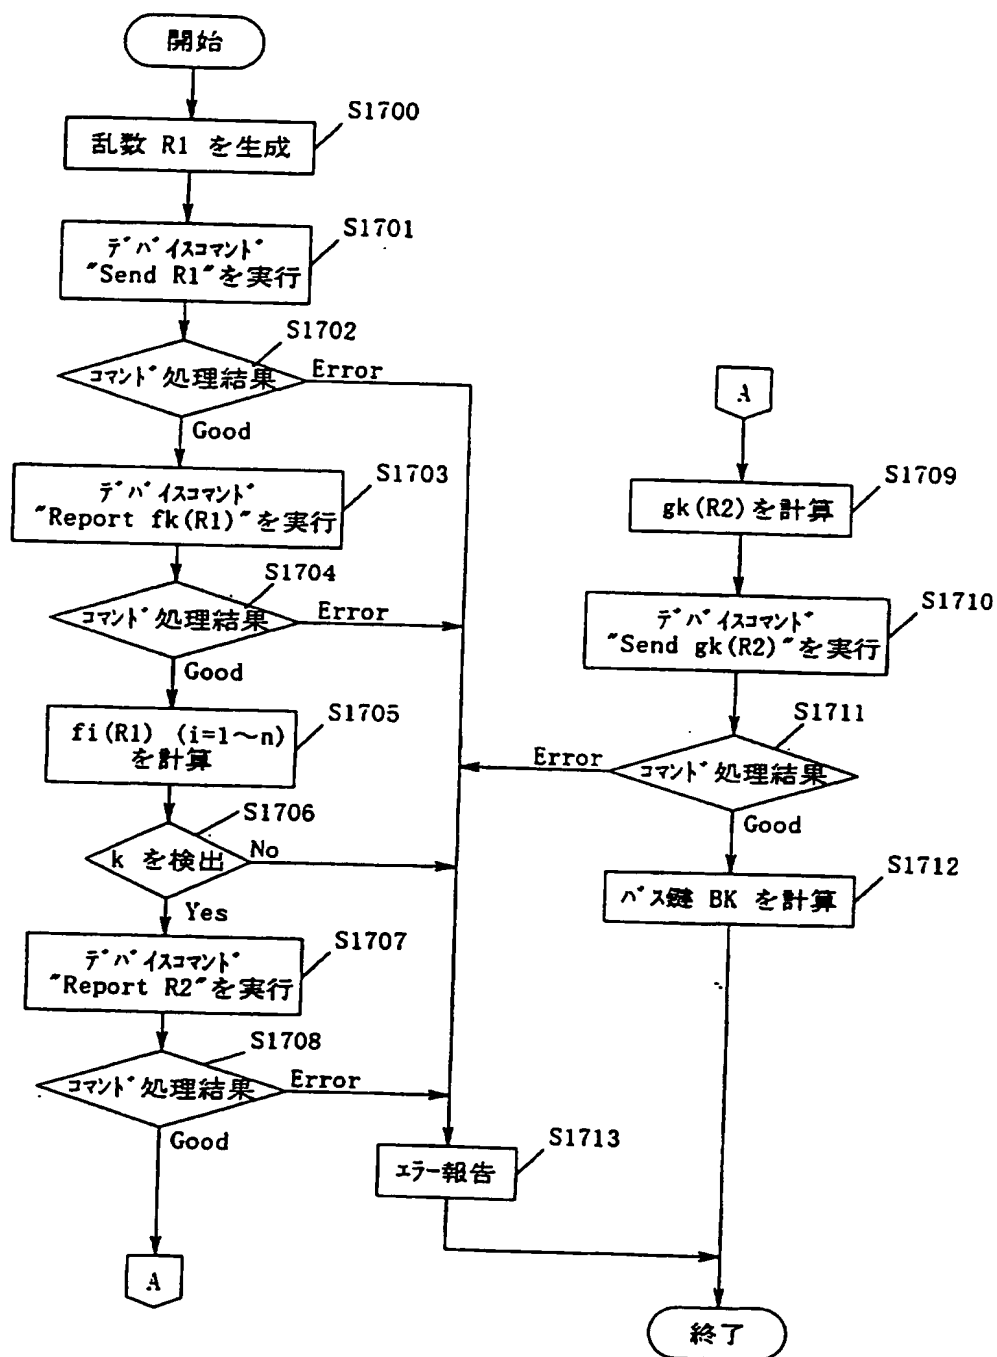 開始
S1700
乱数 R1 を生成
S1701
デバイスコマンド
"Send R1"を実行
S1702
コマンド処理結果
Error
Good
S1703
デバイスコマンド
"Report fk(R1)"を実行
S1704
コマンド処理結果
Error
Good
S1705
fi(R1) (i=1~n)
を計算
S1706
k を検出
No
Yes
S1707
デバイスコマンド
"Report R2"を実行
S1708
コマンド処理結果
Error
Good
A
A
S1709
gk(R2)を計算
S1710
デバイスコマンド
"Send gk(R2)"を実行
S1711
コマンド処理結果
Error
Good
S1712
バス鍵 BK を計算
S1713
エラー報告
終了